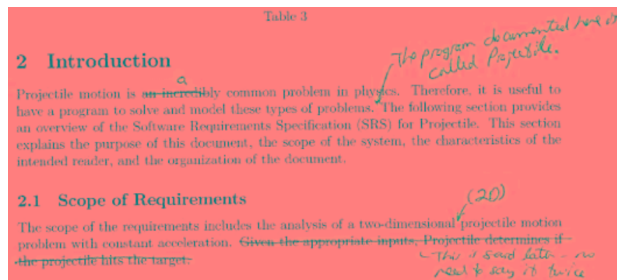 Table 3
The program documented here is
called Projectile.
2 Introduction
a
Projectile motion is an incredibly common problem in physics. Therefore, it is useful to
have a program to solve and model these types of problems. The following section provides
an overview of the Software Requirements Specification (SRS) for Projectile. This section
explains the purpose of this document, the scope of the system, the characteristics of the
intended reader, and the organization of the document.
2.1 Scope of Requirements
(2D)
The scope of the requirements includes the analysis of a two-dimensional projectile motion
problem with constant acceleration. Given the appropriate inputs, Projectile determines if
the projectile hits the target.
This is said later - no
need to say it twice